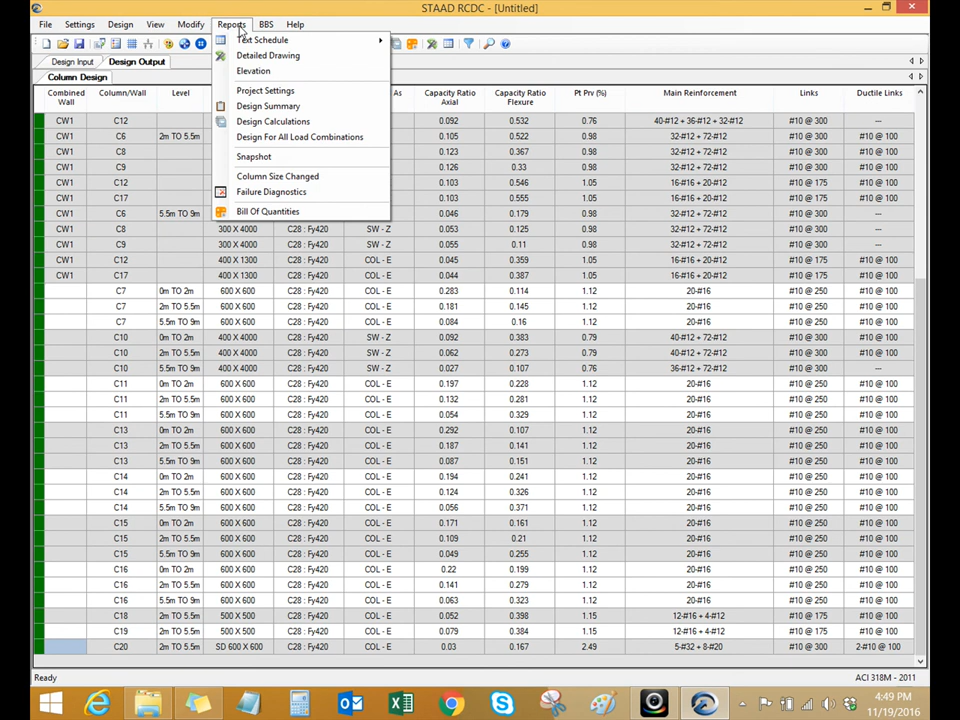 STAAD RCDC - [Untitled]
File Settings Design View Modify Reports BBS Help
Text Schedule
Detailed Drawing
Elevation
Project Settings
Design Summary
Design Calculations
Design For All Load Combinations
Snapshot
Column Size Changed
Failure Diagnostics
Bill Of Quantities
Design Input Design Output
Column Design
Combined Wall Column/Wall Level As Capacity Ratio Axial Capacity Ratio Flexure Pt Prv (%) Main Reinforcement Links Ductile Links
CW1 C12 0.092 0.532 0.76 40-#12 + 36-#12 + 32-#12 #10 @ 300 ---
CW1 C6 2m TO 5.5m 0.105 0.522 0.98 32-#12 + 72-#12 #10 @ 300 ---
CW1 C8 0.123 0.367 0.98 32-#12 + 72-#12 #10 @ 300 ---
CW1 C9 0.126 0.33 0.98 32-#12 + 72-#12 #10 @ 300 ---
CW1 C12 0.103 0.546 1.05 16-#16 + 20-#12 #10 @ 175 #10 @ 100
CW1 C17 0.103 0.555 1.05 16-#16 + 20-#12 #10 @ 175 #10 @ 100
CW1 C6 5.5m TO 9m 0.046 0.179 0.98 32-#12 + 72-#12 #10 @ 300 ---
CW1 C8 300 X 4000 C28 : Fy420 SW - Z 0.053 0.125 0.98 32-#12 + 72-#12 #10 @ 300 ---
CW1 C9 300 X 4000 C28 : Fy420 SW - Z 0.055 0.11 0.98 32-#12 + 72-#12 #10 @ 300 ---
CW1 C12 400 X 1300 C28 : Fy420 COL - E 0.045 0.359 1.05 16-#16 + 20-#12 #10 @ 175 #10 @ 100
CW1 C17 400 X 1300 C28 : Fy420 COL - E 0.044 0.387 1.05 16-#16 + 20-#12 #10 @ 175 #10 @ 100
C7 0m TO 2m 600 X 600 C28 : Fy420 COL - E 0.283 0.114 1.12 20-#16 #10 @ 250 #10 @ 100
C7 2m TO 5.5m 600 X 600 C28 : Fy420 COL - E 0.181 0.145 1.12 20-#16 #10 @ 250 #10 @ 100
C7 5.5m TO 9m 600 X 600 C28 : Fy420 COL - E 0.084 0.16 1.12 20-#16 #10 @ 250 #10 @ 100
C10 0m TO 2m 400 X 4000 C28 : Fy420 SW - Z 0.092 0.383 0.79 40-#12 + 72-#12 #10 @ 300 #10 @ 100
C10 2m TO 5.5m 400 X 4000 C28 : Fy420 SW - Z 0.062 0.273 0.79 40-#12 + 72-#12 #10 @ 300 #10 @ 100
C10 5.5m TO 9m 400 X 4000 C28 : Fy420 SW - Z 0.027 0.107 0.76 36-#12 + 72-#12 #10 @ 300 ---
C11 0m TO 2m 600 X 600 C28 : Fy420 COL - E 0.197 0.228 1.12 20-#16 #10 @ 250 #10 @ 100
C11 2m TO 5.5m 600 X 600 C28 : Fy420 COL - E 0.132 0.281 1.12 20-#16 #10 @ 250 #10 @ 100
C11 5.5m TO 9m 600 X 600 C28 : Fy420 COL - E 0.054 0.329 1.12 20-#16 #10 @ 250 #10 @ 100
C13 0m TO 2m 600 X 600 C28 : Fy420 COL - E 0.292 0.107 1.12 20-#16 #10 @ 250 #10 @ 100
C13 2m TO 5.5m 600 X 600 C28 : Fy420 COL - E 0.187 0.141 1.12 20-#16 #10 @ 250 #10 @ 100
C13 5.5m TO 9m 600 X 600 C28 : Fy420 COL - E 0.087 0.151 1.12 20-#16 #10 @ 250 #10 @ 100
C14 0m TO 2m 600 X 600 C28 : Fy420 COL - E 0.194 0.241 1.12 20-#16 #10 @ 250 #10 @ 100
C14 2m TO 5.5m 600 X 600 C28 : Fy420 COL - E 0.124 0.326 1.12 20-#16 #10 @ 250 #10 @ 100
C14 5.5m TO 9m 600 X 600 C28 : Fy420 COL - E 0.056 0.371 1.12 20-#16 #10 @ 250 #10 @ 100
C15 0m TO 2m 600 X 600 C28 : Fy420 COL - E 0.171 0.161 1.12 20-#16 #10 @ 250 #10 @ 100
C15 2m TO 5.5m 600 X 600 C28 : Fy420 COL - E 0.109 0.21 1.12 20-#16 #10 @ 250 #10 @ 100
C15 5.5m TO 9m 600 X 600 C28 : Fy420 COL - E 0.049 0.255 1.12 20-#16 #10 @ 250 #10 @ 100
C16 0m TO 2m 600 X 600 C28 : Fy420 COL - E 0.22 0.199 1.12 20-#16 #10 @ 250 #10 @ 100
C16 2m TO 5.5m 600 X 600 C28 : Fy420 COL - E 0.141 0.279 1.12 20-#16 #10 @ 250 #10 @ 100
C16 5.5m TO 9m 600 X 600 C28 : Fy420 COL - E 0.063 0.323 1.12 20-#16 #10 @ 250 #10 @ 100
C18 2m TO 5.5m 500 X 500 C28 : Fy420 COL - E 0.052 0.398 1.15 12-#16 + 4-#12 #10 @ 175 #10 @ 100
C19 2m TO 5.5m 500 X 500 C28 : Fy420 COL - E 0.079 0.384 1.15 12-#16 + 4-#12 #10 @ 175 #10 @ 100
C20 2m TO 5.5m SD 600 X 600 C28 : Fy420 COL - E 0.03 0.167 2.49 5-#32 + 8-#20 #10 @ 300 2-#10 @ 100
Ready ACI 318M - 2011
4:49 PM
11/19/2016